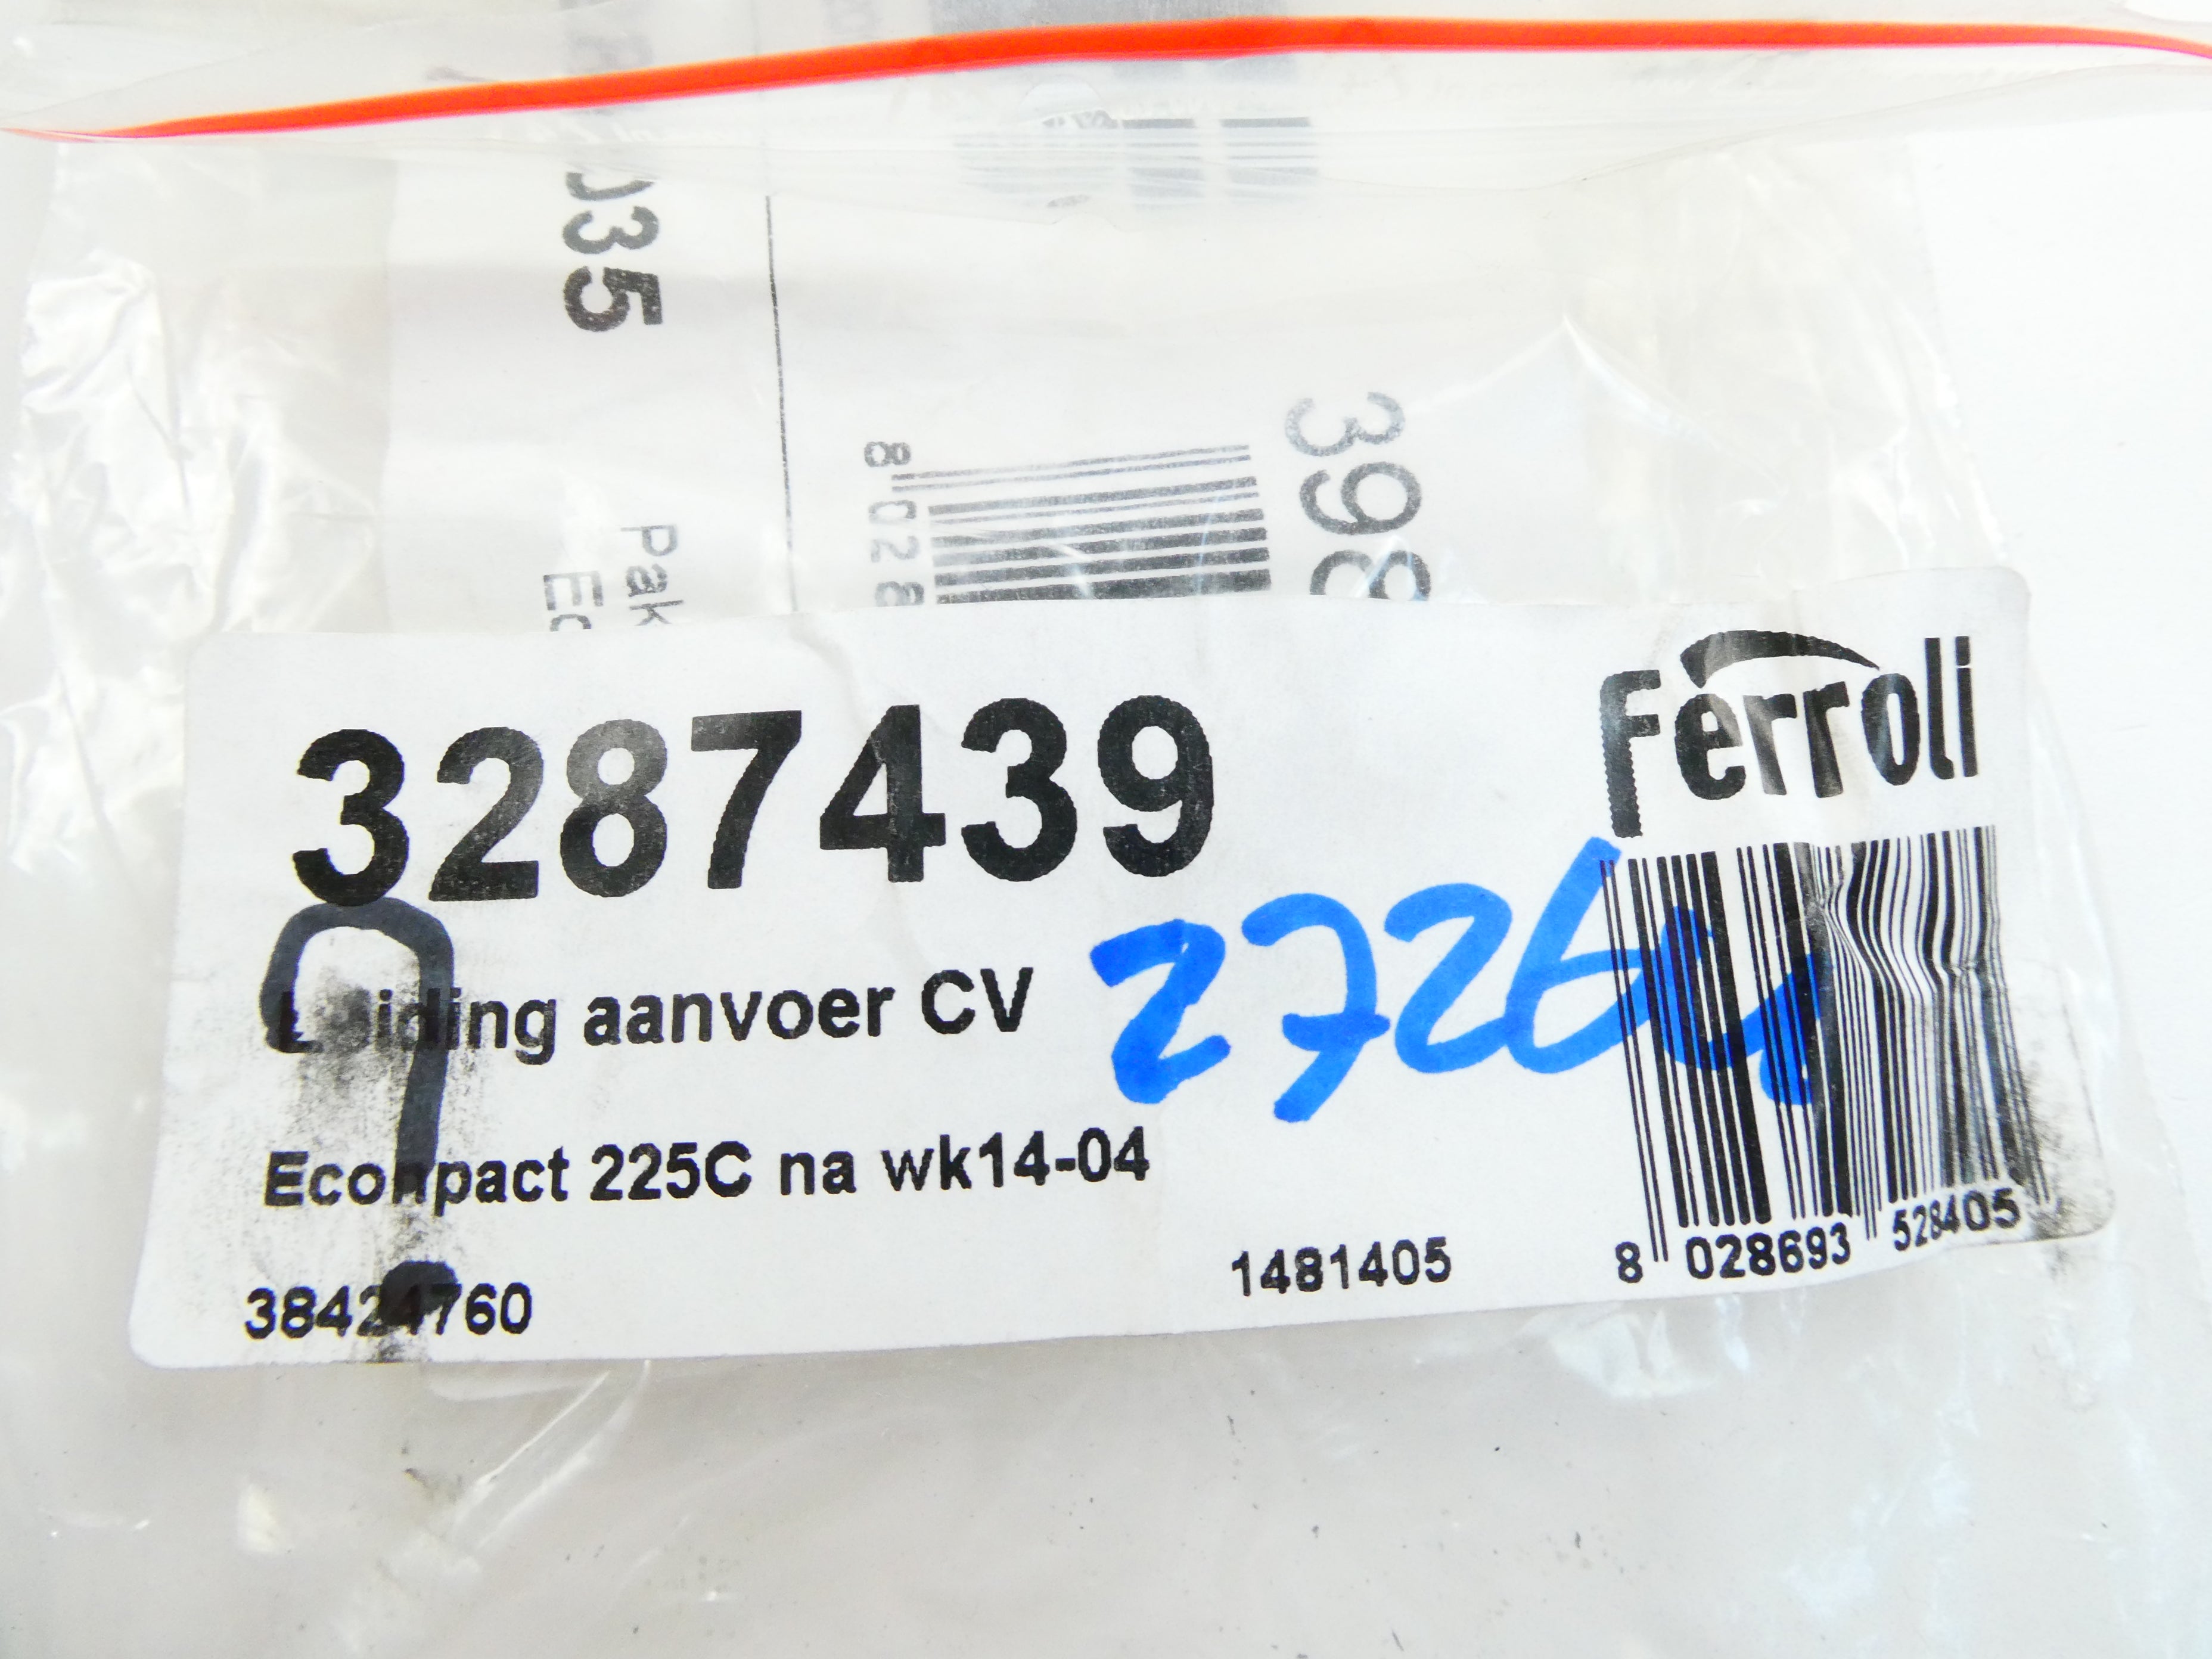 035
398
8 028
Pak
Ec
3287439
Ferroli
Leiding aanvoer CV
Econpact 225C na wk14-04
38424760
1481405
8 028693 528405